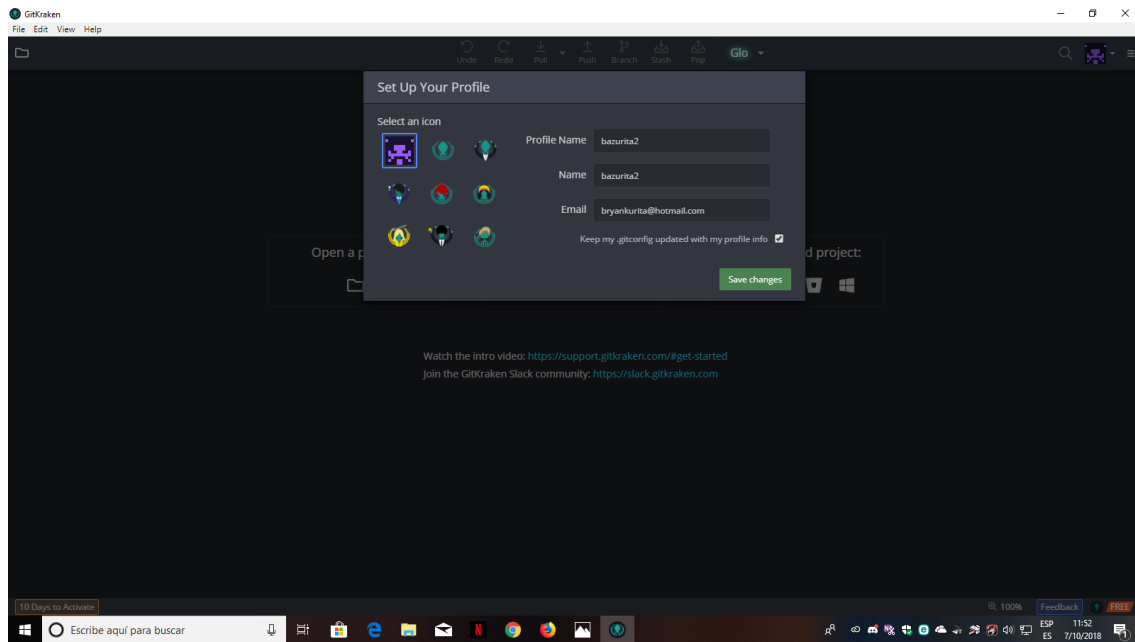 GitKraken
File Edit View Help
Undo Redo Pull Push Branch Stash Pop Glo
Set Up Your Profile
Select an icon
Profile Name bazurita2
Name bazurita2
Email bryankurita@hotmail.com
Keep my .gitconfig updated with my profile info
Open a p
d project:
Save changes
Watch the intro video: https://support.gitkraken.com/#get-started
Join the GitKraken Slack community: https://slack.gitkraken.com
10 Days to Activate 100% Feedback FREE
Escribe aquí para buscar
ESP 11:52
ES 7/10/2018